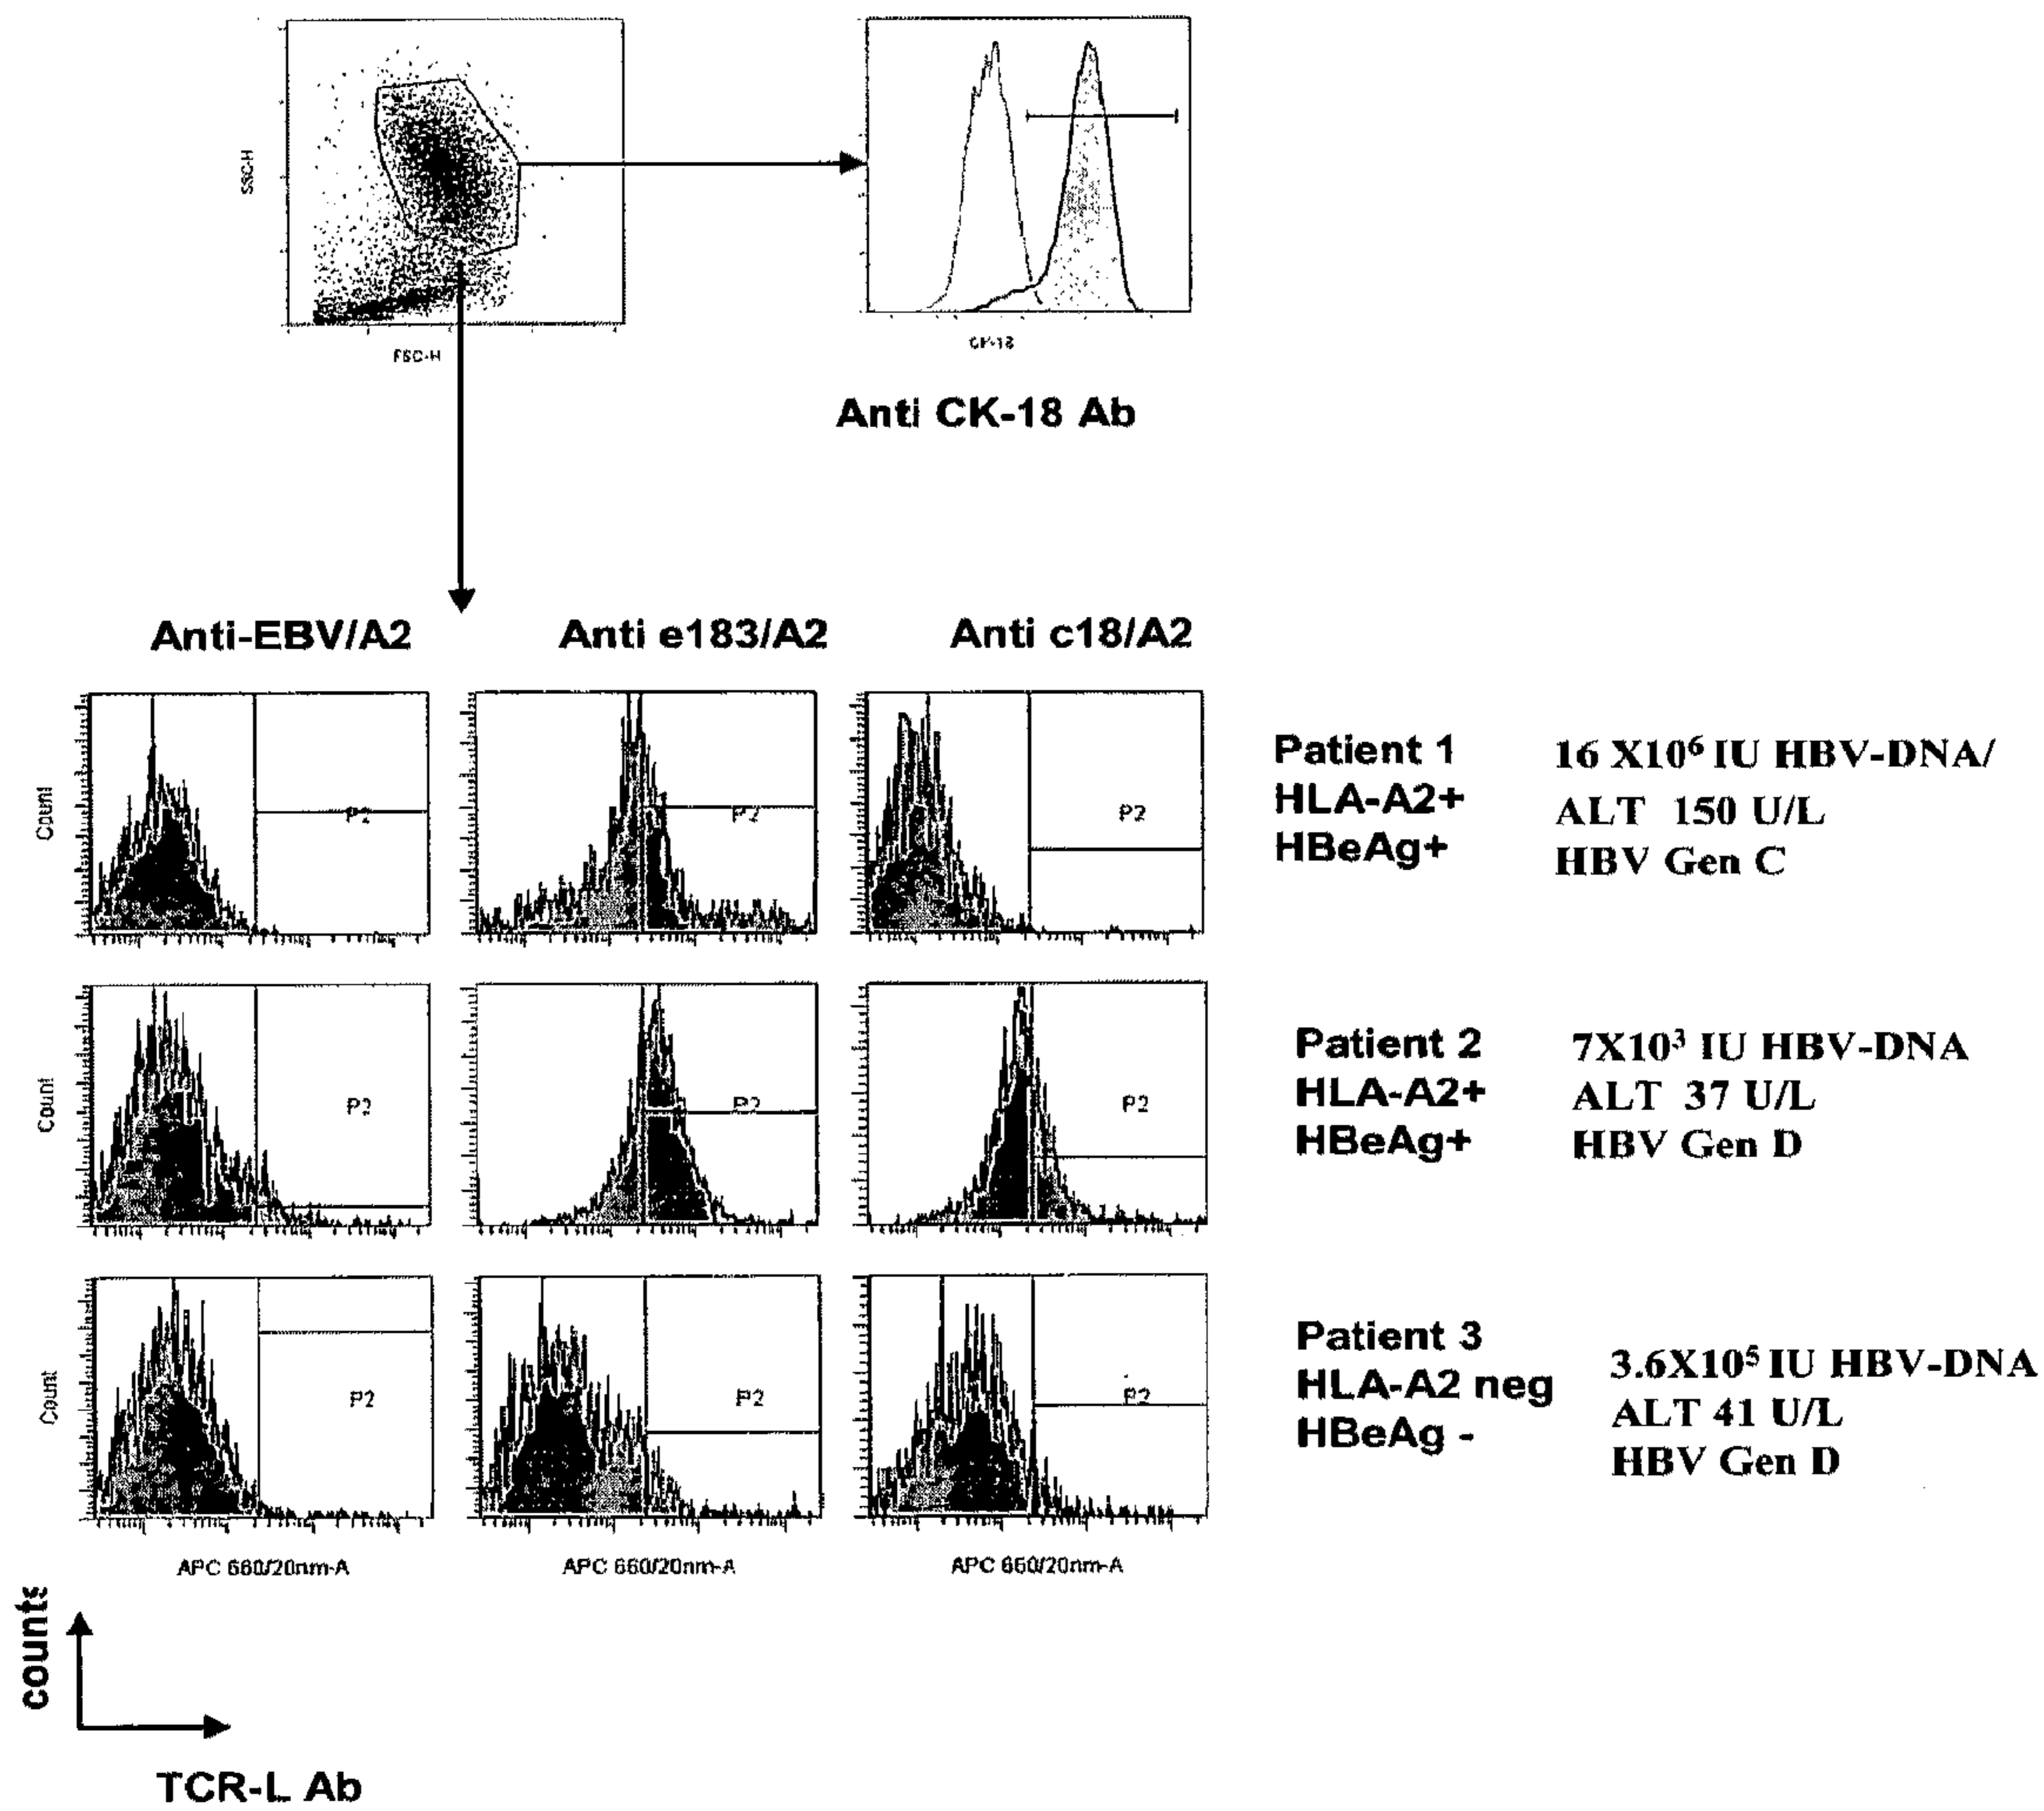 SSC-H
FSC-H
CK-18
Anti CK-18 Ab
Anti-EBV/A2
Anti e183/A2
Anti c18/A2
Count
P2
P2
P2
Patient 1
HLA-A2+
HBeAg+
16 X10⁶ IU HBV-DNA/
ALT 150 U/L
HBV Gen C
Count
P2
P2
P2
Patient 2
HLA-A2+
HBeAg+
7X10³ IU HBV-DNA
ALT 37 U/L
HBV Gen D
Count
P2
P2
P2
Patient 3
HLA-A2 neg
HBeAg -
3.6X10⁵ IU HBV-DNA
ALT 41 U/L
HBV Gen D
APC 660/20nm-A
APC 660/20nm-A
APC 660/20nm-A
counts
TCR-L Ab